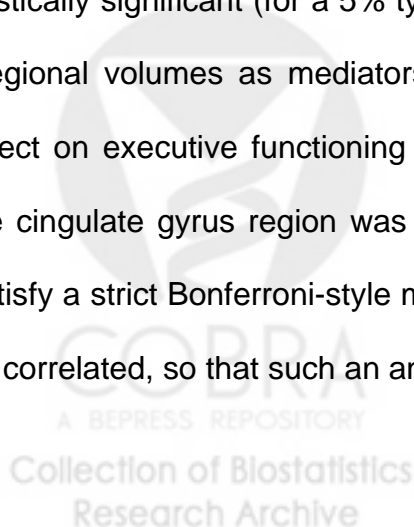 stically significant (for a 5% ty
egional volumes as mediators
ect on executive functioning
cingulate gyrus region was
tisfy a strict Bonferroni-style m
correlated, so that such an ar
COBRA
A BEPRESS REPOSITORY
Collection of Biostatistics
Research Archive